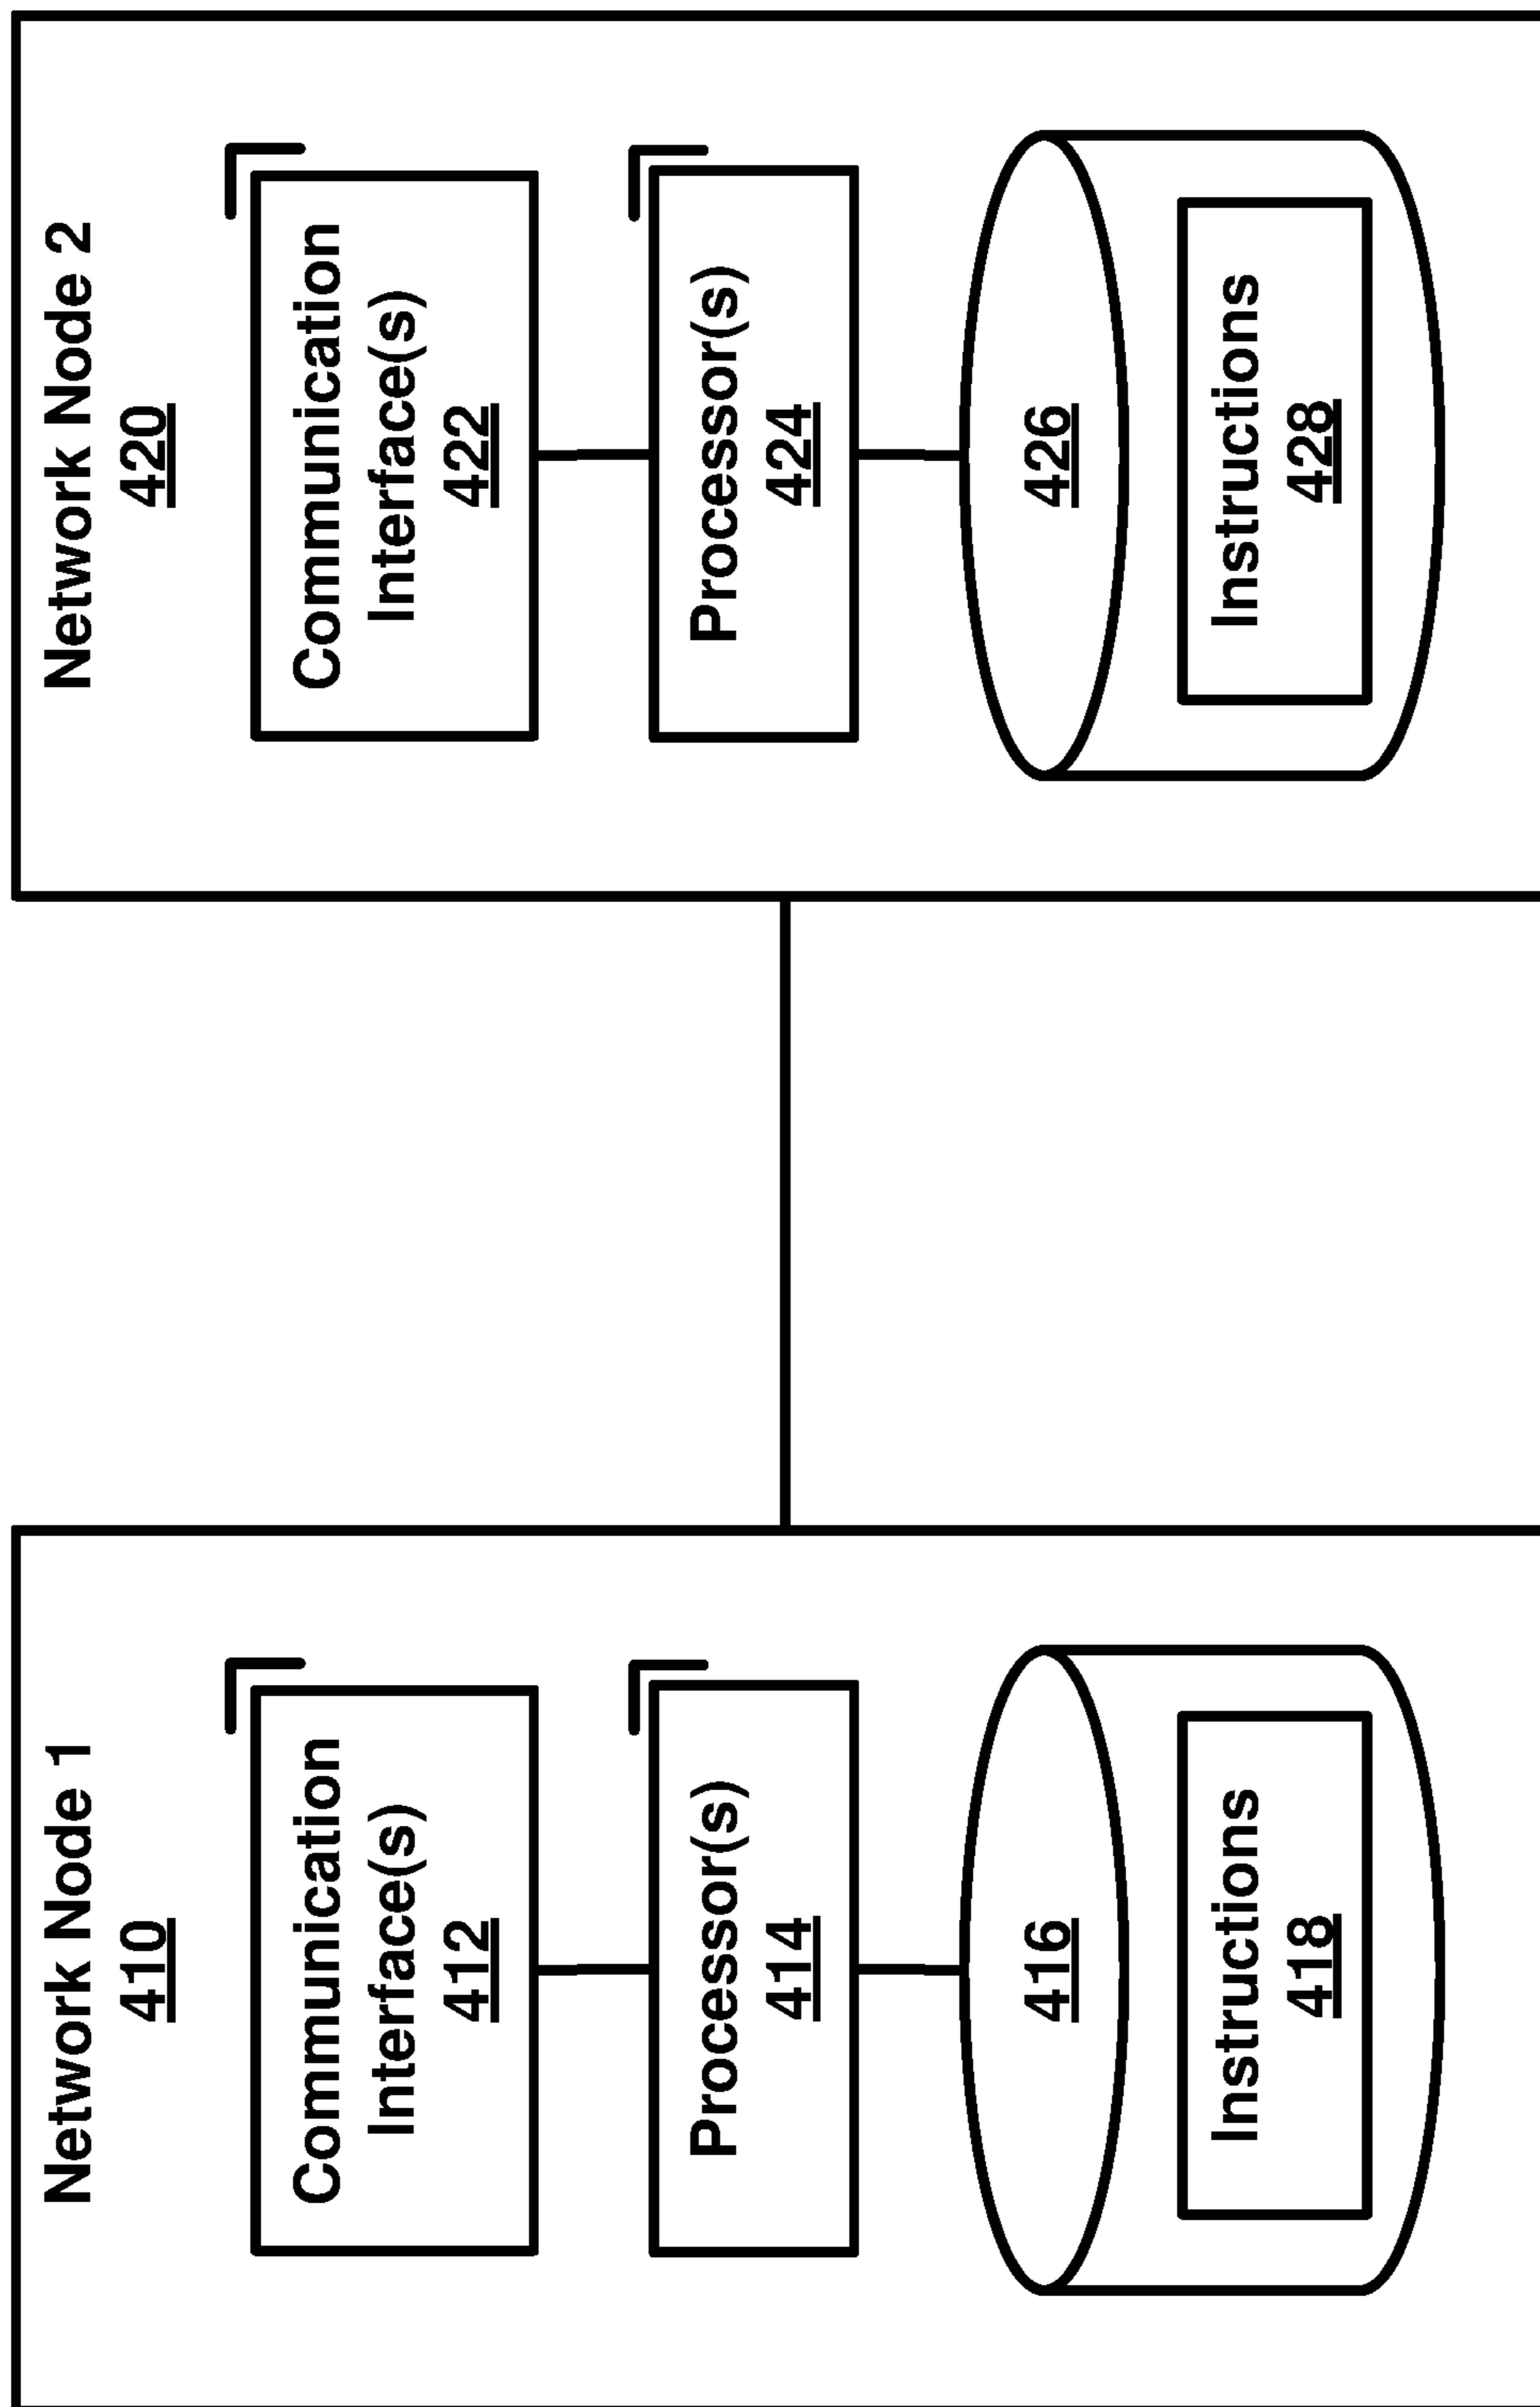 Network Node 1
410
Communication
Interface(s)
412
Processor(s)
414
416
Instructions
418
Network Node 2
420
Communication
Interface(s)
422
Processor(s)
424
426
Instructions
428